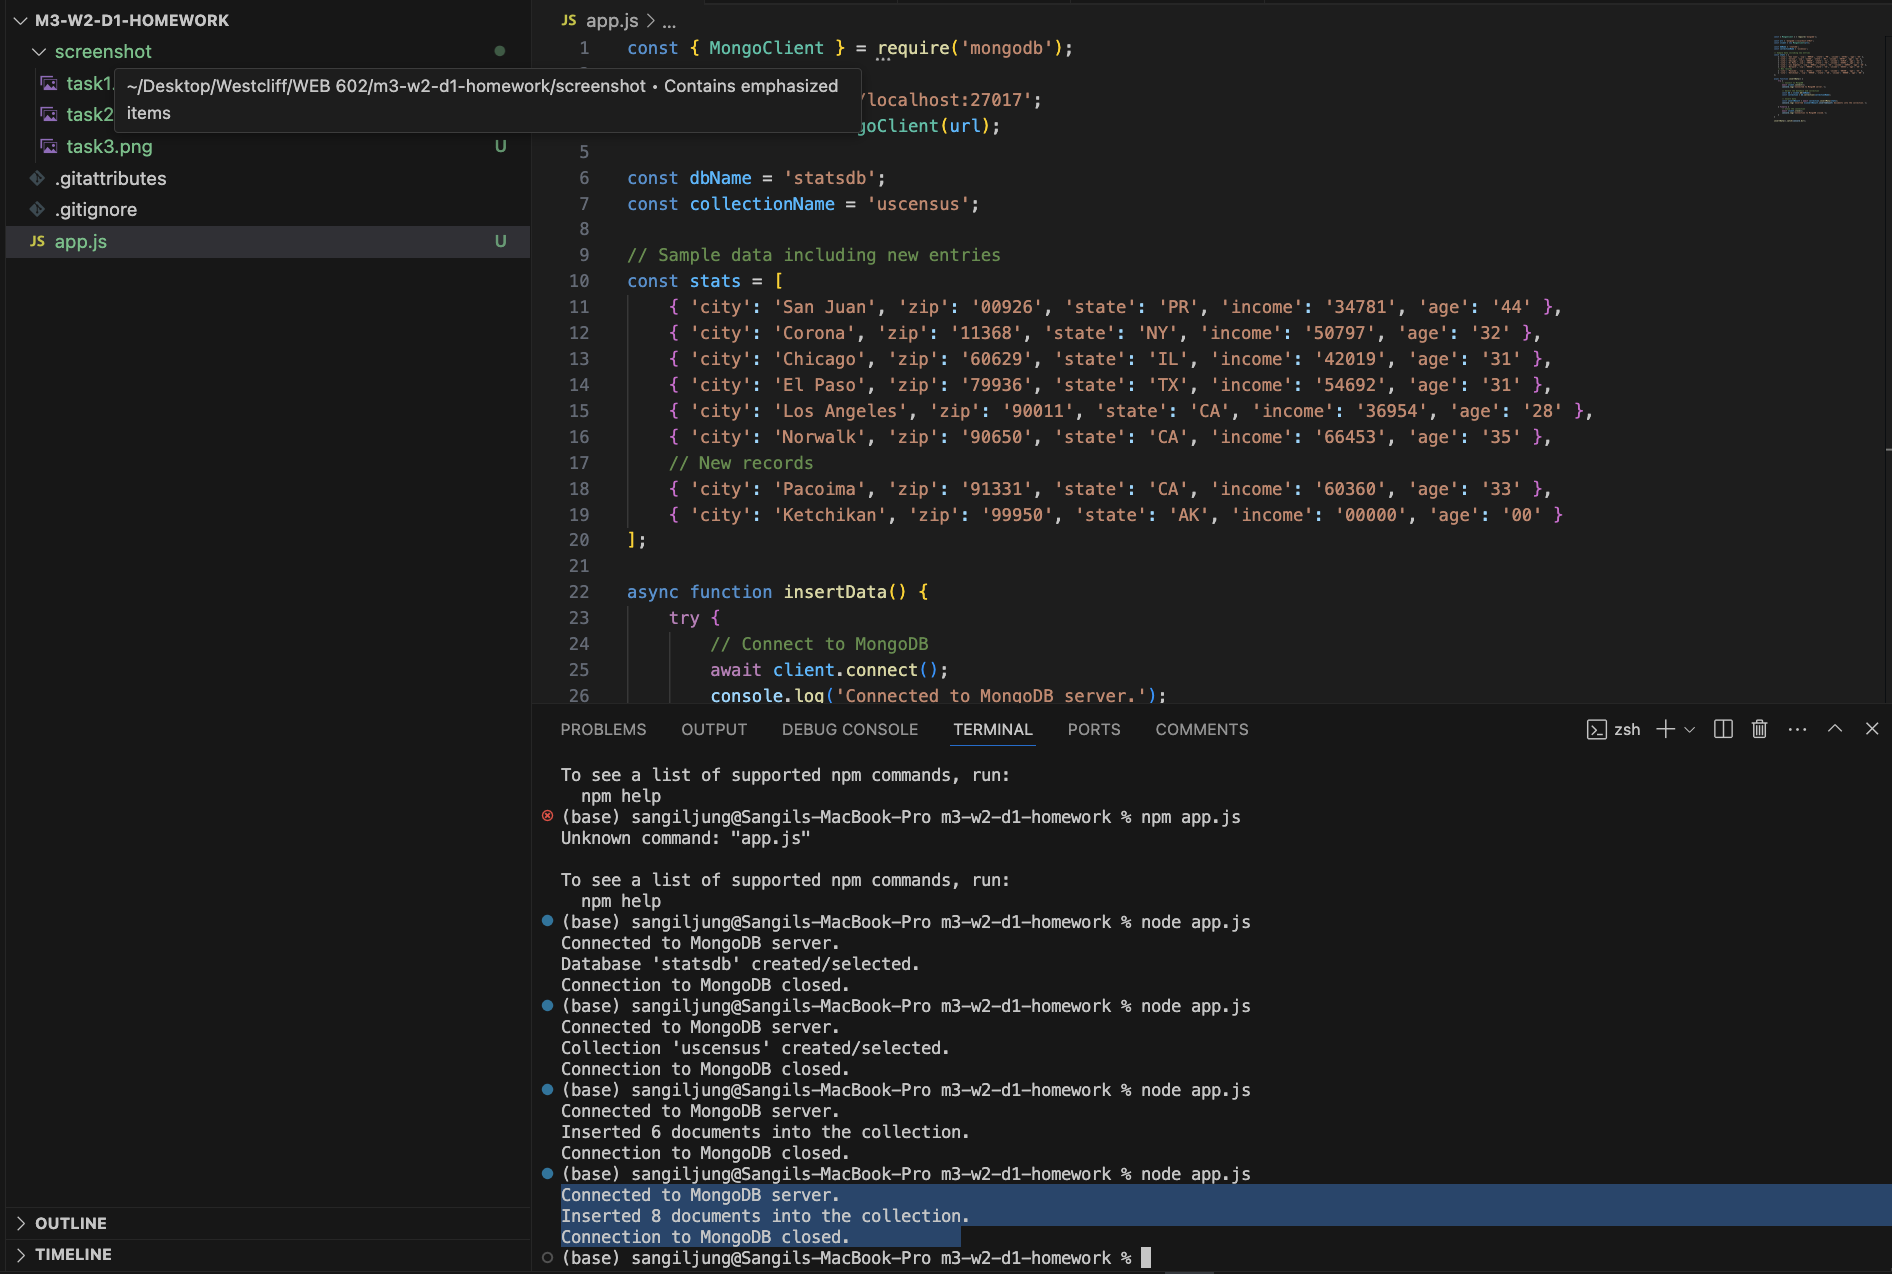 M3-W2-D1-HOMEWORK
screenshot
task1.
task2
task3.png U
.gitattributes
.gitignore
JS app.js U
~/Desktop/Westcliff/WEB 602/m3-w2-d1-homework/screenshot • Contains emphasized
items
OUTLINE
TIMELINE
JS app.js > ...
1 const { MongoClient } = require('mongodb');
/localhost:27017';
goClient(url);
5
6 const dbName = 'statsdb';
7 const collectionName = 'uscensus';
8
9 // Sample data including new entries
10 const stats = [
11 { 'city': 'San Juan', 'zip': '00926', 'state': 'PR', 'income': '34781', 'age': '44' },
12 { 'city': 'Corona', 'zip': '11368', 'state': 'NY', 'income': '50797', 'age': '32' },
13 { 'city': 'Chicago', 'zip': '60629', 'state': 'IL', 'income': '42019', 'age': '31' },
14 { 'city': 'El Paso', 'zip': '79936', 'state': 'TX', 'income': '54692', 'age': '31' },
15 { 'city': 'Los Angeles', 'zip': '90011', 'state': 'CA', 'income': '36954', 'age': '28' },
16 { 'city': 'Norwalk', 'zip': '90650', 'state': 'CA', 'income': '66453', 'age': '35' },
17 // New records
18 { 'city': 'Pacoima', 'zip': '91331', 'state': 'CA', 'income': '60360', 'age': '33' },
19 { 'city': 'Ketchikan', 'zip': '99950', 'state': 'AK', 'income': '00000', 'age': '00' }
20 ];
21
22 async function insertData() {
23 try {
24 // Connect to MongoDB
25 await client.connect();
26 console.log('Connected to MongoDB server.');
PROBLEMS OUTPUT DEBUG CONSOLE TERMINAL PORTS COMMENTS zsh
To see a list of supported npm commands, run:
npm help
(base) sangiljung@Sangils-MacBook-Pro m3-w2-d1-homework % npm app.js
Unknown command: "app.js"
To see a list of supported npm commands, run:
npm help
(base) sangiljung@Sangils-MacBook-Pro m3-w2-d1-homework % node app.js
Connected to MongoDB server.
Database 'statsdb' created/selected.
Connection to MongoDB closed.
(base) sangiljung@Sangils-MacBook-Pro m3-w2-d1-homework % node app.js
Connected to MongoDB server.
Collection 'uscensus' created/selected.
Connection to MongoDB closed.
(base) sangiljung@Sangils-MacBook-Pro m3-w2-d1-homework % node app.js
Connected to MongoDB server.
Inserted 6 documents into the collection.
Connection to MongoDB closed.
(base) sangiljung@Sangils-MacBook-Pro m3-w2-d1-homework % node app.js
Connected to MongoDB server.
Inserted 8 documents into the collection.
Connection to MongoDB closed.
(base) sangiljung@Sangils-MacBook-Pro m3-w2-d1-homework %